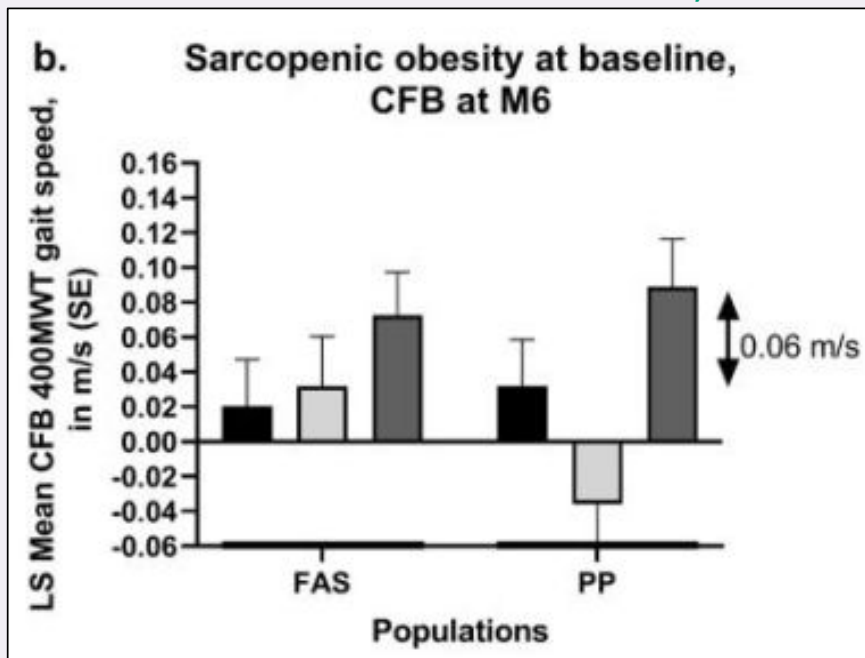 b. Sarcopenic obesity at baseline,
CFB at M6
LS Mean CFB 400MWT gait speed,
in m/s (SE)
0.16
0.14
0.12
0.10
0.08
0.06
0.04
0.02
0.00
-0.02
-0.04
-0.06
0.06 m/s
FAS PP
Populations